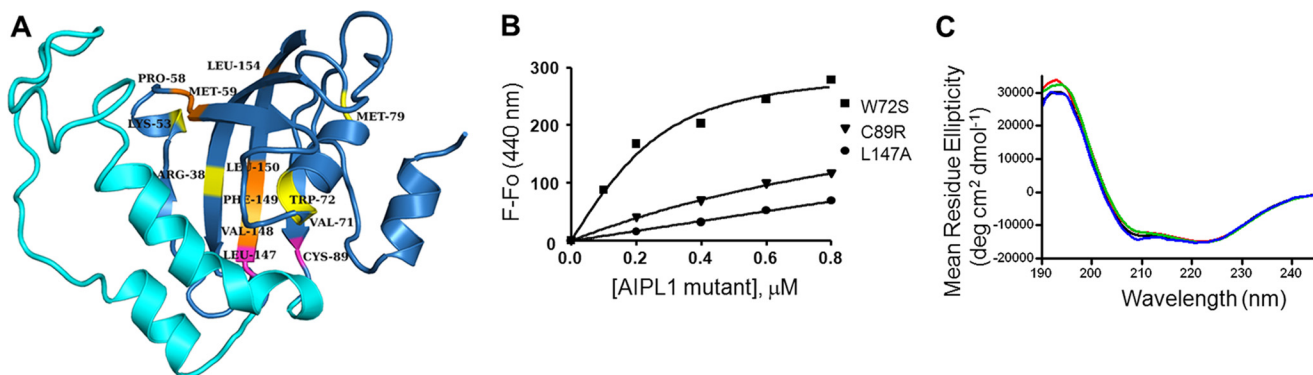 A
LEU-154
PRO-58
MET-59
MET-79
LYS-53
LEU-150
ARG-38
PHE-149
TRP-72
VAL-71
VAL-148
LEU-147
CYS-89
B
300
200
100
0
0.0 0.2 0.4 0.6 0.8
F-Fo (440 nm)
[AIPL1 mutant], μM
W72S
C89R
L147A
C
30000
20000
10000
0
-10000
-20000
190 200 210 220 230 240
Mean Residue Ellipticity
(deg cm² dmol-¹)
Wavelength (nm)